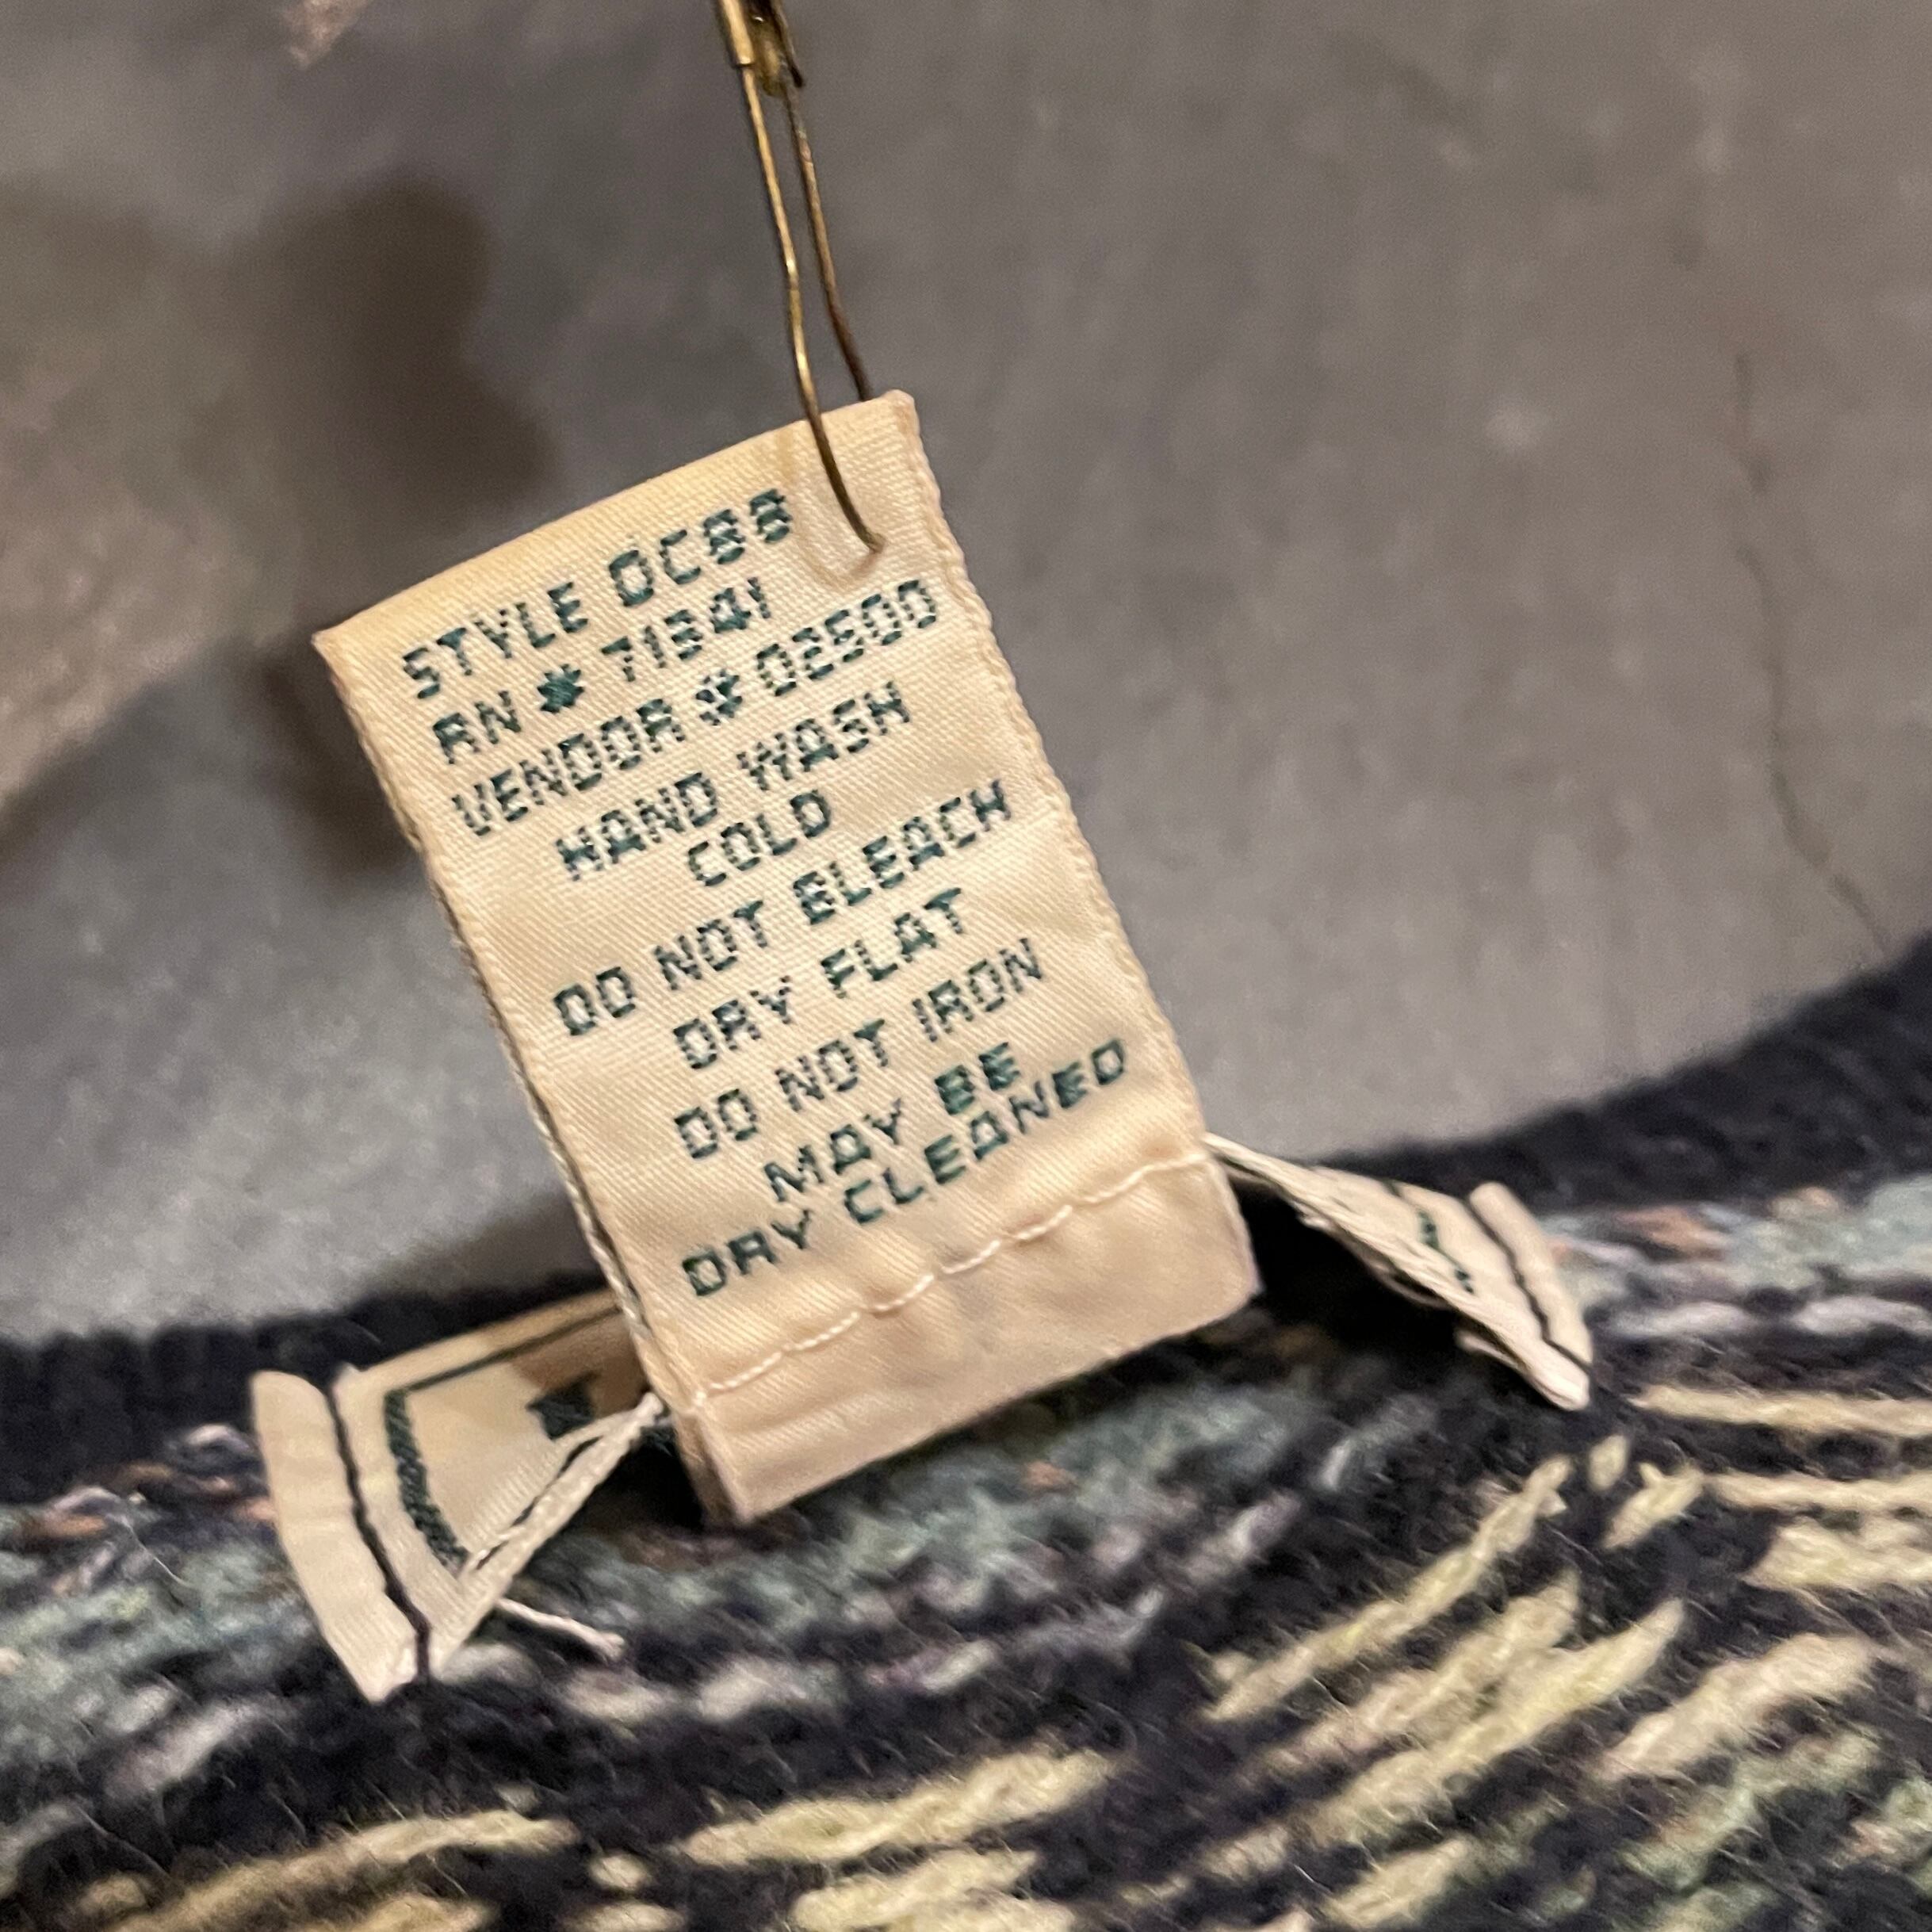 STYLE DC88
RN # 71341
VENDOR # 02500
HAND WASH
COLD
DO NOT BLEACH
DRY FLAT
DO NOT IRON
MAY BE
DRY CLEANED